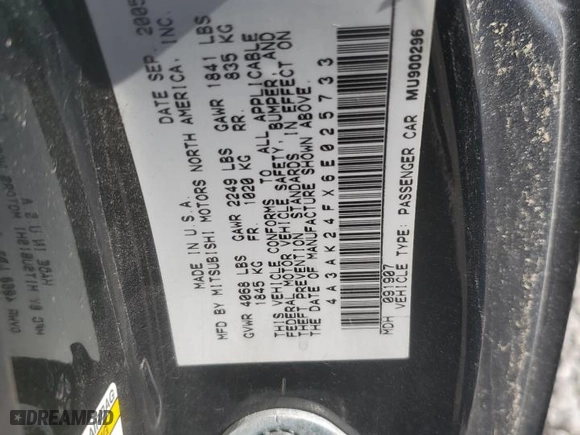 MADE IN U.S.A. DATE SEP. 2005
MFD BY MITSUBISHI MOTORS NORTH AMERICA, INC.
GVWR 4068 LBS GAWR 2249 LBS GAWR 1841 LBS
1845 KG FR. 1020 KG RR. 835 KG
THIS VEHICLE CONFORMS TO ALL APPLICABLE
FEDERAL MOTOR VEHICLE SAFETY, BUMPER, AND
THEFT PREVENTION STANDARDS IN EFFECT ON
THE DATE OF MANUFACTURE SHOWN ABOVE.
4A3AK24FX6E025733
MDH 091907
VEHICLE TYPE: PASSENGER CAR MU900296
AIRBAG
DREAMBID